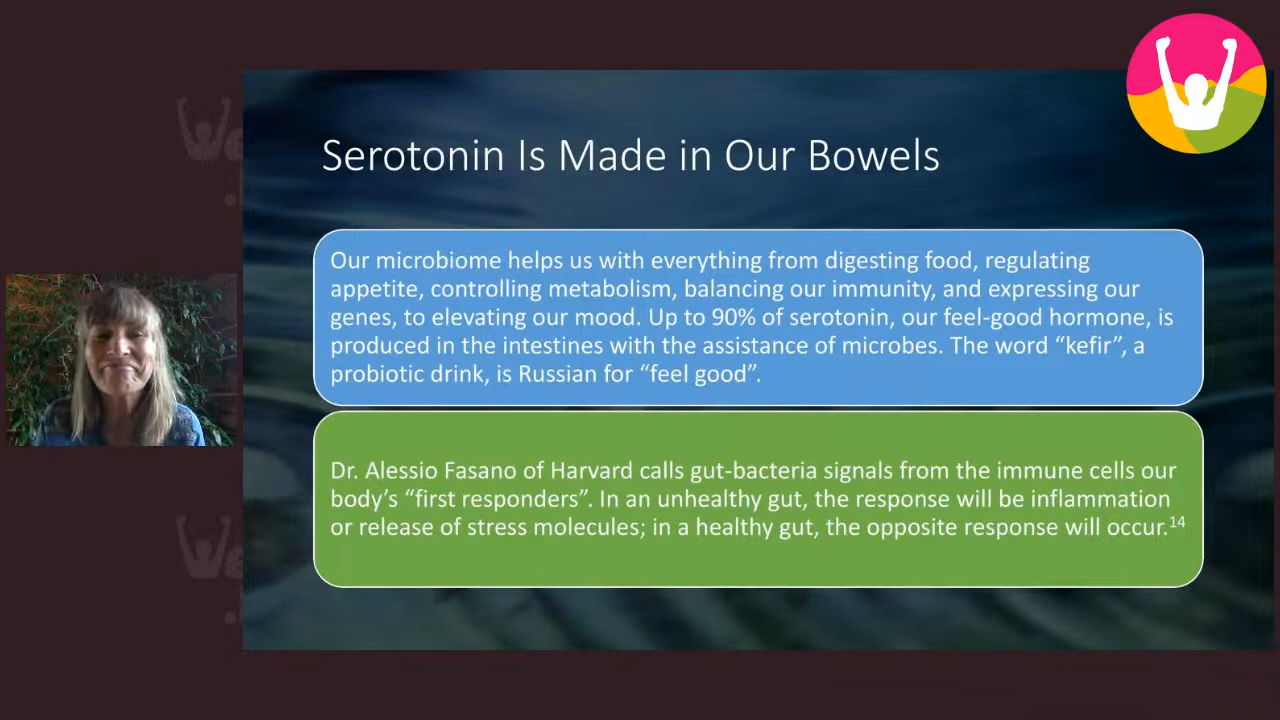 Serotonin Is Made in Our Bowels
Our microbiome helps us with everything from digesting food, regulating
appetite, controlling metabolism, balancing our immunity, and expressing our
genes, to elevating our mood. Up to 90% of serotonin, our feel-good hormone, is
produced in the intestines with the assistance of microbes. The word “kefir”, a
probiotic drink, is Russian for “feel good”.
Dr. Alessio Fasano of Harvard calls gut-bacteria signals from the immune cells our
body’s “first responders”. In an unhealthy gut, the response will be inflammation
or release of stress molecules; in a healthy gut, the opposite response will occur.¹⁴